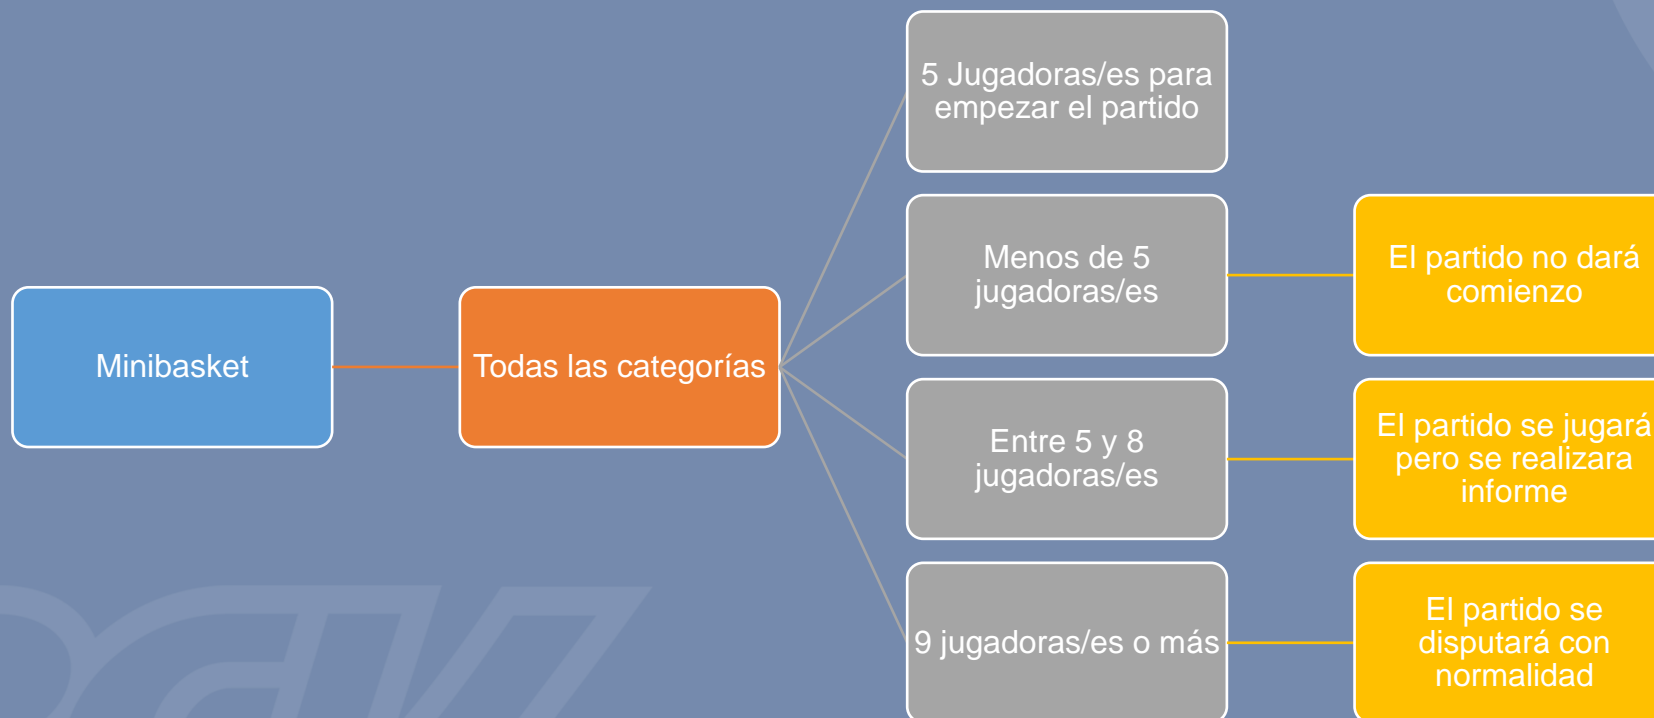 Minibasket
Todas las categorías
5 Jugadoras/es para
empezar el partido
Menos de 5
jugadoras/es
El partido no dará
comienzo
Entre 5 y 8
jugadoras/es
El partido se jugará
pero se realizara
informe
9 jugadoras/es o más
El partido se
disputará con
normalidad